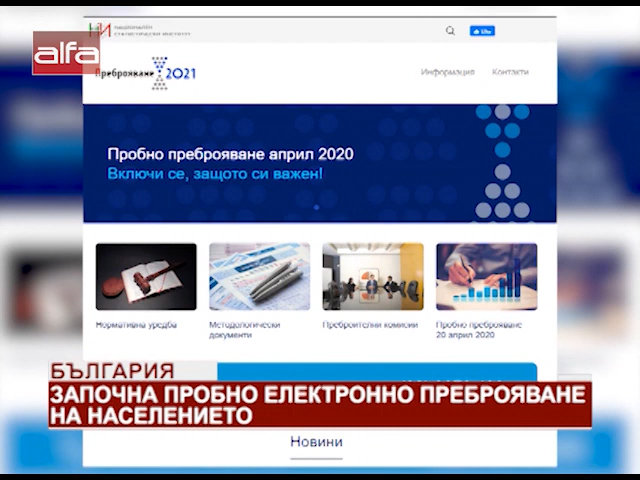 НАЦИОНАЛЕН
СТАТИСТИЧЕСКИ ИНСТИТУТ
Like
alfa
Преброяване 2021
Информация Контакти
Пробно преброяване април 2020
Включи се, защото си важен!
Нормативна уредба
Методологически
документи
Преброителни комисии
Пробно преброяване
20 април 2020
БЪЛГАРИЯ
ЗАПОЧНА ПРОБНО ЕЛЕКТРОННО ПРЕБРОЯВАНЕ
НА НАСЕЛЕНИЕТО
Новини